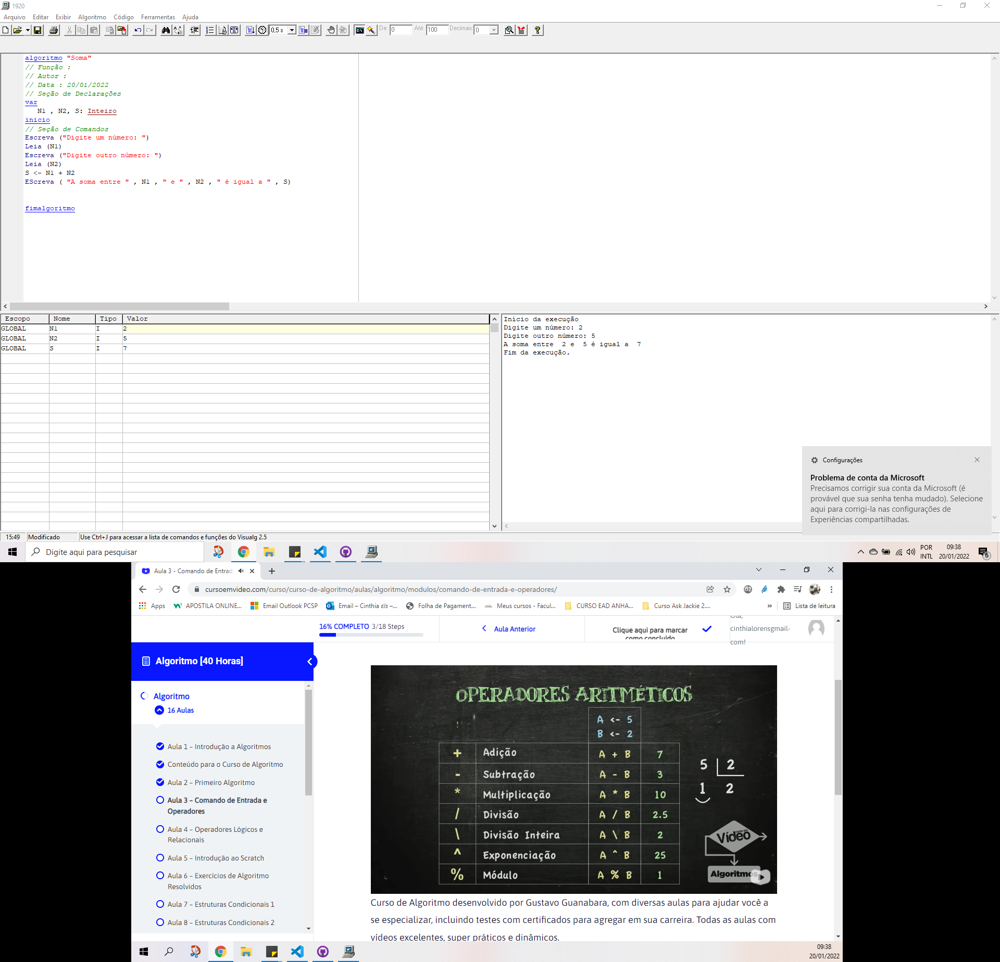 1920
Arquivo Editar Exibir Algoritmo Código Ferramentas Ajuda
0,5 s De: 0 Até: 100 Decimais: 0
algoritmo "Soma"
// Função :
// Autor :
// Data : 20/01/2022
// Seção de Declarações
var
N1 , N2, S: Inteiro
inicio
// Seção de Comandos
Escreva ("Digite um número: ")
Leia (N1)
Escreva ("Digite outro número: ")
Leia (N2)
S <- N1 + N2
EScreva ( "A soma entre " , N1 , " e " , N2 , " é igual a " , S)
fimalgoritmo
Escopo Nome Tipo Valor
GLOBAL N1 I 2
GLOBAL N2 I 5
GLOBAL S I 7
Início da execução
Digite um número: 2
Digite outro número: 5
A soma entre  2 e  5 é igual a  7
Fim da execução.
Configurações
Problema de conta da Microsoft
Precisamos corrigir sua conta da Microsoft (é
provável que sua senha tenha mudado). Selecione
aqui para corrigi-la nas configurações de
Experiências compartilhadas.
15:49 Modificado Use Ctrl+J para acessar a lista de comandos e funções do Visualg 2.5
Digite aqui para pesquisar
POR
INTL
09:38
20/01/2022
6
Aula 3 - Comando de Entrad
cursoemvideo.com/curso/curso-de-algoritmo/aulas/algoritmo/modulos/comando-de-entrada-e-operadores/
Apps APOSTILA ONLINE... Email Outlook PCSP Email – Cinthia εïз –... Folha de Pagament... Meus cursos - Facul... CURSO EAD ANHA... Curso Ask Jackie 2.... » Lista de leitura
16% COMPLETO 3/18 Steps
Aula Anterior
Clique aqui para marcar
como concluído
Olá,
cinthialorensgmail-
com!
Algoritmo [40 Horas]
Algoritmo
16 Aulas
Aula 1 – Introdução a Algoritmos
Conteúdo para o Curso de Algoritmo
Aula 2 – Primeiro Algoritmo
Aula 3 – Comando de Entrada e
Operadores
Aula 4 – Operadores Lógicos e
Relacionais
Aula 5 – Introdução ao Scratch
Aula 6 – Exercícios de Algoritmo
Resolvidos
Aula 7 – Estruturas Condicionais 1
Aula 8 – Estruturas Condicionais 2
OPERADORES ARITMÉTICOS
A <- 5
B <- 2
+ Adição A + B 7
- Subtração A - B 3
* Multiplicação A * B 10
/ Divisão A / B 2.5
\ Divisão Inteira A \ B 2
^ Exponenciação A ^ B 25
% Módulo A % B 1
5 2
1 2
curso em
Vídeo
Algoritmos
Curso de Algoritmo desenvolvido por Gustavo Guanabara, com diversas aulas para ajudar você a
se especializar, incluindo testes com certificados para agregar em sua carreira. Todas as aulas com
vídeos excelentes, super práticos e dinâmicos.
09:38
20/01/2022